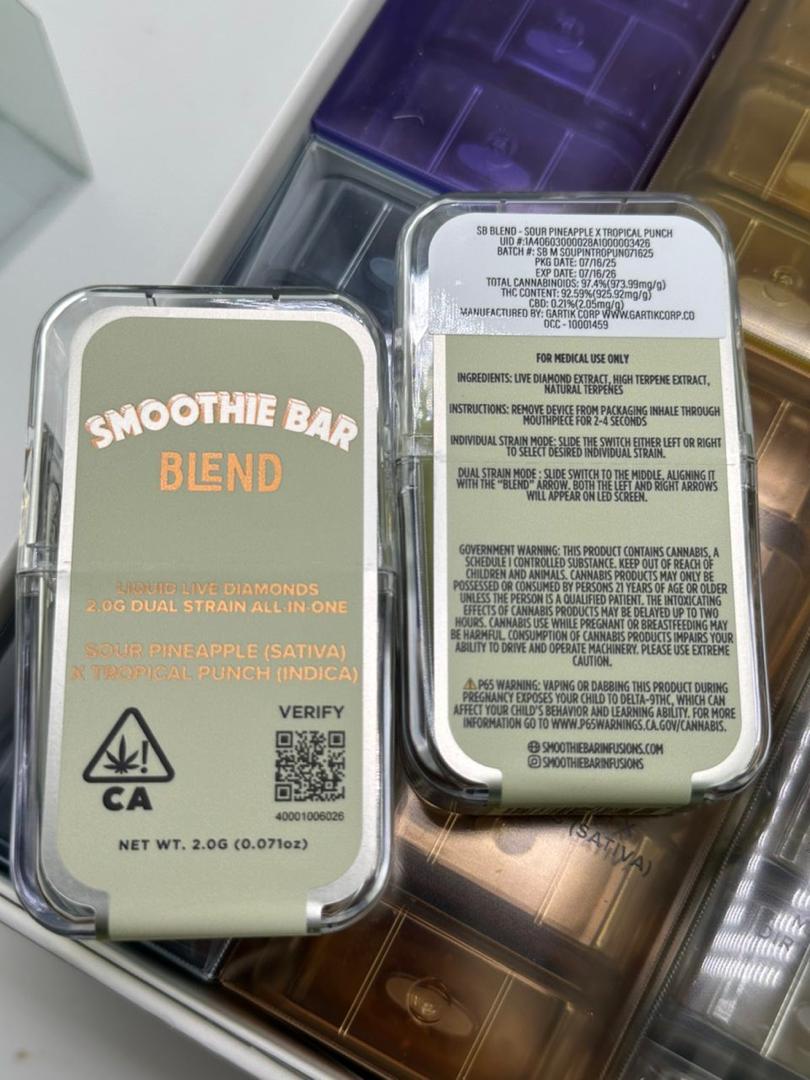 SMOOTHIE BAR
BLEND
LIQUID LIVE DIAMONDS
2.0G DUAL STRAIN ALL-IN-ONE
SOUR PINEAPPLE (SATIVA)
X TROPICAL PUNCH (INDICA)
VERIFY
CA
40001006026
NET WT. 2.0G (0.071oz)
SB BLEND - SOUR PINEAPPLE X TROPICAL PUNCH
UID #:1A40603000028A1000003426
BATCH #: SB M SOUPINTROPUN071625
PKG DATE: 07/16/25
EXP DATE: 07/16/26
TOTAL CANNABINOIDS: 97.4%(973.99mg/g)
THC CONTENT: 92.59%(925.92mg/g)
CBD: 0.21%(2.05mg/g)
MANUFACTURED BY: GARTIK CORP WWW.GARTIKCORP.CO
DCC - 10001459
FOR MEDICAL USE ONLY
INGREDIENTS: LIVE DIAMOND EXTRACT, HIGH TERPENE EXTRACT,
NATURAL TERPENES
INSTRUCTIONS: REMOVE DEVICE FROM PACKAGING INHALE THROUGH
MOUTHPIECE FOR 2-4 SECONDS
INDIVIDUAL STRAIN MODE: SLIDE THE SWITCH EITHER LEFT OR RIGHT
TO SELECT DESIRED INDIVIDUAL STRAIN.
DUAL STRAIN MODE : SLIDE SWITCH TO THE MIDDLE, ALIGNING IT
WITH THE "BLEND" ARROW. BOTH THE LEFT AND RIGHT ARROWS
WILL APPEAR ON LED SCREEN.
GOVERNMENT WARNING: THIS PRODUCT CONTAINS CANNABIS, A
SCHEDULE I CONTROLLED SUBSTANCE. KEEP OUT OF REACH OF
CHILDREN AND ANIMALS. CANNABIS PRODUCTS MAY ONLY BE
POSSESSED OR CONSUMED BY PERSONS 21 YEARS OF AGE OR OLDER
UNLESS THE PERSON IS A QUALIFIED PATIENT. THE INTOXICATING
EFFECTS OF CANNABIS PRODUCTS MAY BE DELAYED UP TO TWO
HOURS. CANNABIS USE WHILE PREGNANT OR BREASTFEEDING MAY
BE HARMFUL. CONSUMPTION OF CANNABIS PRODUCTS IMPAIRS YOUR
ABILITY TO DRIVE AND OPERATE MACHINERY. PLEASE USE EXTREME
CAUTION.
⚠P65 WARNING: VAPING OR DABBING THIS PRODUCT DURING
PREGNANCY EXPOSES YOUR CHILD TO DELTA-9THC, WHICH CAN
AFFECT YOUR CHILD'S BEHAVIOR AND LEARNING ABILITY. FOR MORE
INFORMATION GO TO WWW.P65WARNINGS.CA.GOV/CANNABIS.
SMOOTHIEBARINFUSIONS.COM
SMOOTHIEBARINFUSIONS
(SATIVA)